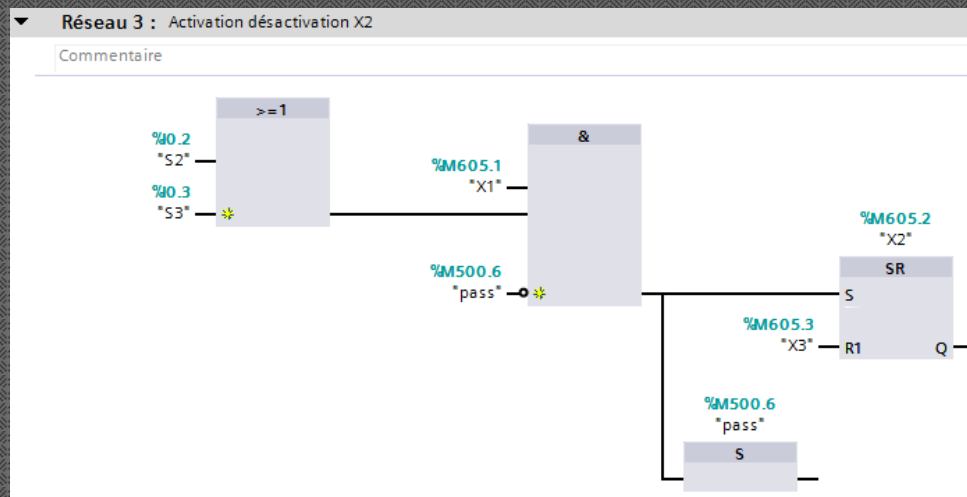 Réseau 3 : Activation désactivation X2
Commentaire
>=1
%I0.2
"S2"
%I0.3
"S3"
&
%M605.1
"X1"
%M500.6
"pass"
%M605.2
"X2"
SR
S
%M605.3
"X3"
R1
Q
%M500.6
"pass"
S